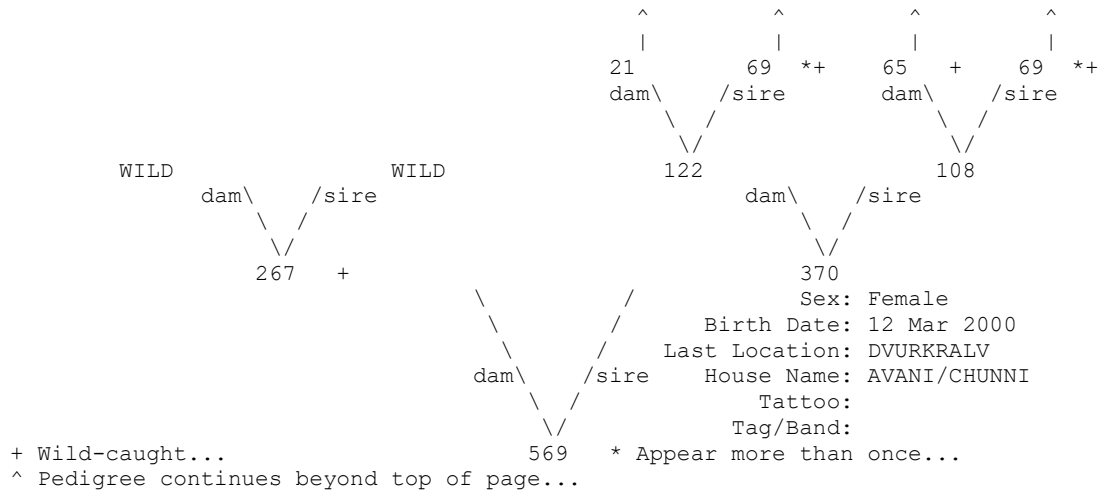 ^ ^ ^ ^
| | | |
21 69 *+ 65 + 69 *+
dam\ /sire dam\ /sire
\ / \ /
\/ \/
WILD WILD 122 108
dam\ /sire dam\ /sire
\ / \ /
\/ \/
267 + 370
\ / Sex: Female
\ / Birth Date: 12 Mar 2000
\ / Last Location: DVURKRALV
dam\ /sire House Name: AVANI/CHUNNI
\ / Tattoo:
\/ Tag/Band:
+ Wild-caught... 569 * Appear more than once...
^ Pedigree continues beyond top of page...